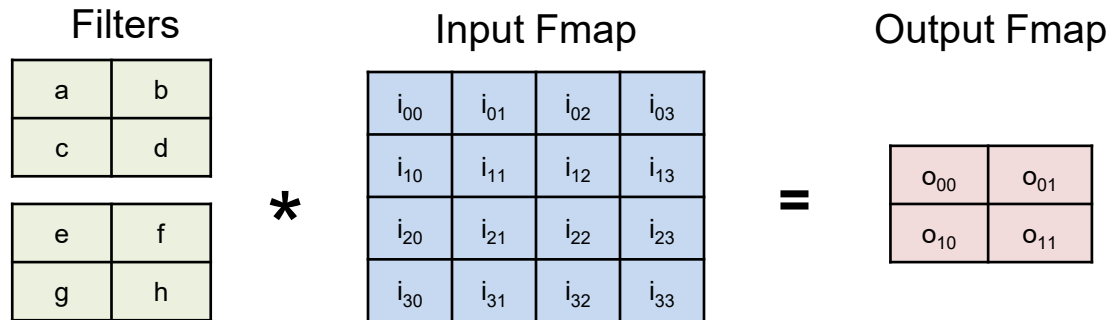 Filters Input Fmap Output Fmap
a b
c d
e f
g h
*
i₀₀ i₀₁ i₀₂ i₀₃
i₁₀ i₁₁ i₁₂ i₁₃
i₂₀ i₂₁ i₂₂ i₂₃
i₃₀ i₃₁ i₃₂ i₃₃
=
o₀₀ o₀₁
o₁₀ o₁₁